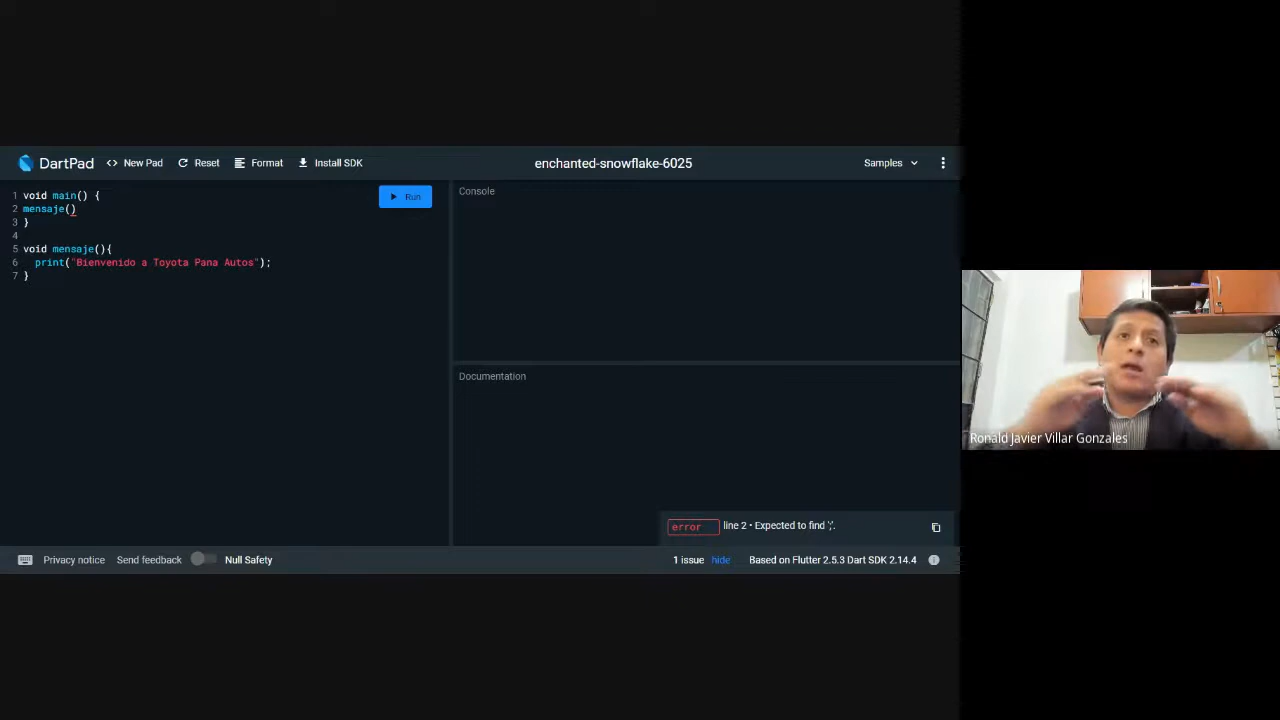 DartPad
<> New Pad
Reset
Format
Install SDK
enchanted-snowflake-6025
Samples
1 void main() {
2 mensaje()
3 }
4
5 void mensaje(){
6 print("Bienvenido a Toyota Pana Autos");
7 }
Run
Console
Documentation
error line 2 • Expected to find ';'.
Privacy notice
Send feedback
Null Safety
1 issue hide
Based on Flutter 2.5.3 Dart SDK 2.14.4
Ronald Javier Villar Gonzales